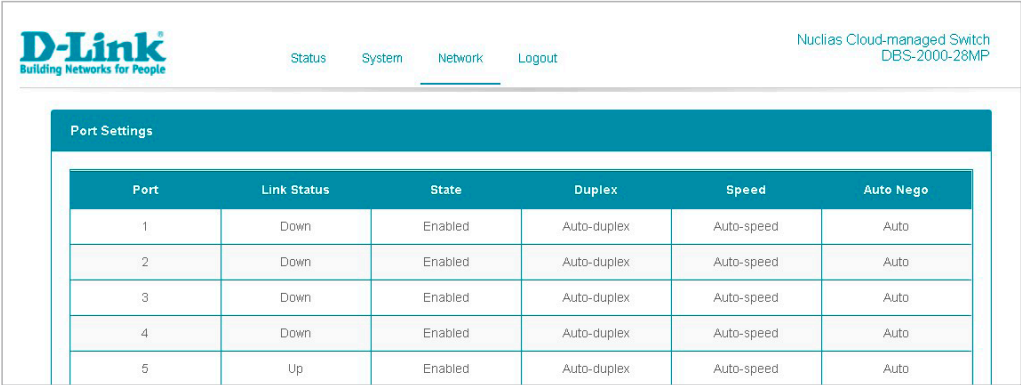 D-Link
Building Networks for People
Status System Network Logout
Nuclias Cloud-managed Switch
DBS-2000-28MP
Port Settings
Port Link Status State Duplex Speed Auto Nego
1 Down Enabled Auto-duplex Auto-speed Auto
2 Down Enabled Auto-duplex Auto-speed Auto
3 Down Enabled Auto-duplex Auto-speed Auto
4 Down Enabled Auto-duplex Auto-speed Auto
5 Up Enabled Auto-duplex Auto-speed Auto